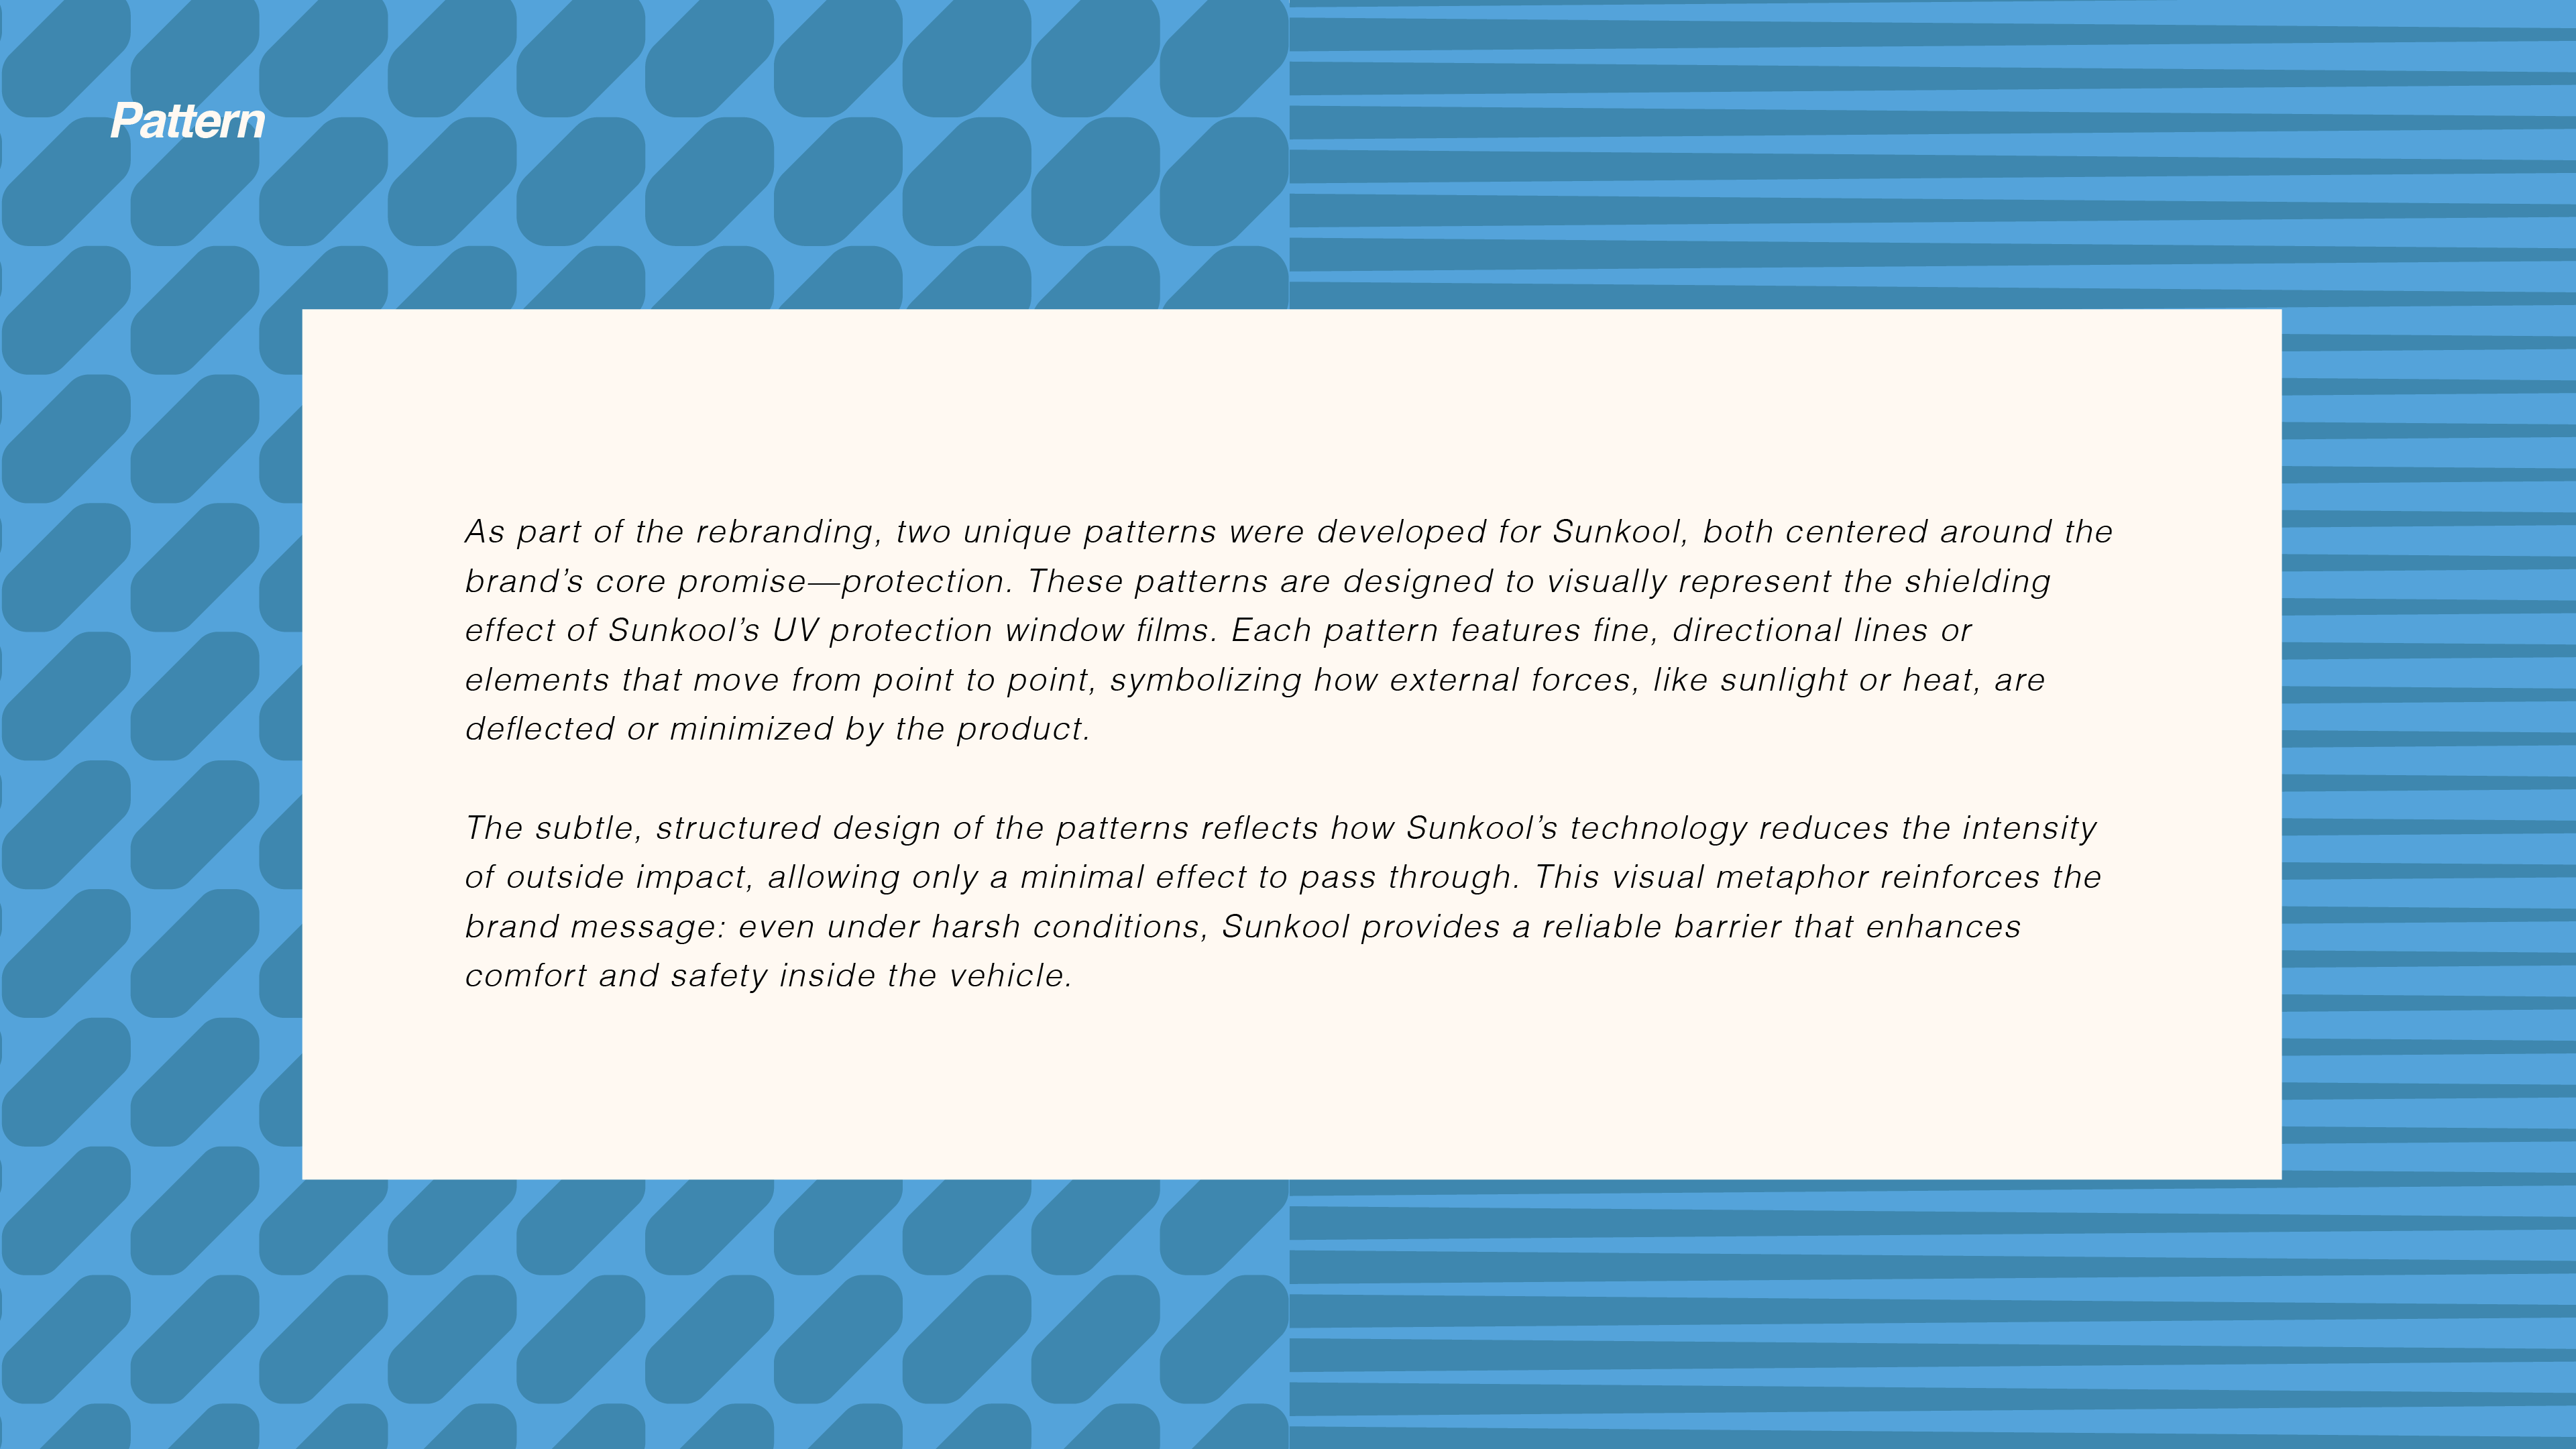 Pattern
As part of the rebranding, two unique patterns were developed for Sunkool, both centered around the
brand’s core promise—protection. These patterns are designed to visually represent the shielding
effect of Sunkool’s UV protection window films. Each pattern features fine, directional lines or
elements that move from point to point, symbolizing how external forces, like sunlight or heat, are
deflected or minimized by the product.
The subtle, structured design of the patterns reflects how Sunkool’s technology reduces the intensity
of outside impact, allowing only a minimal effect to pass through. This visual metaphor reinforces the
brand message: even under harsh conditions, Sunkool provides a reliable barrier that enhances
comfort and safety inside the vehicle.